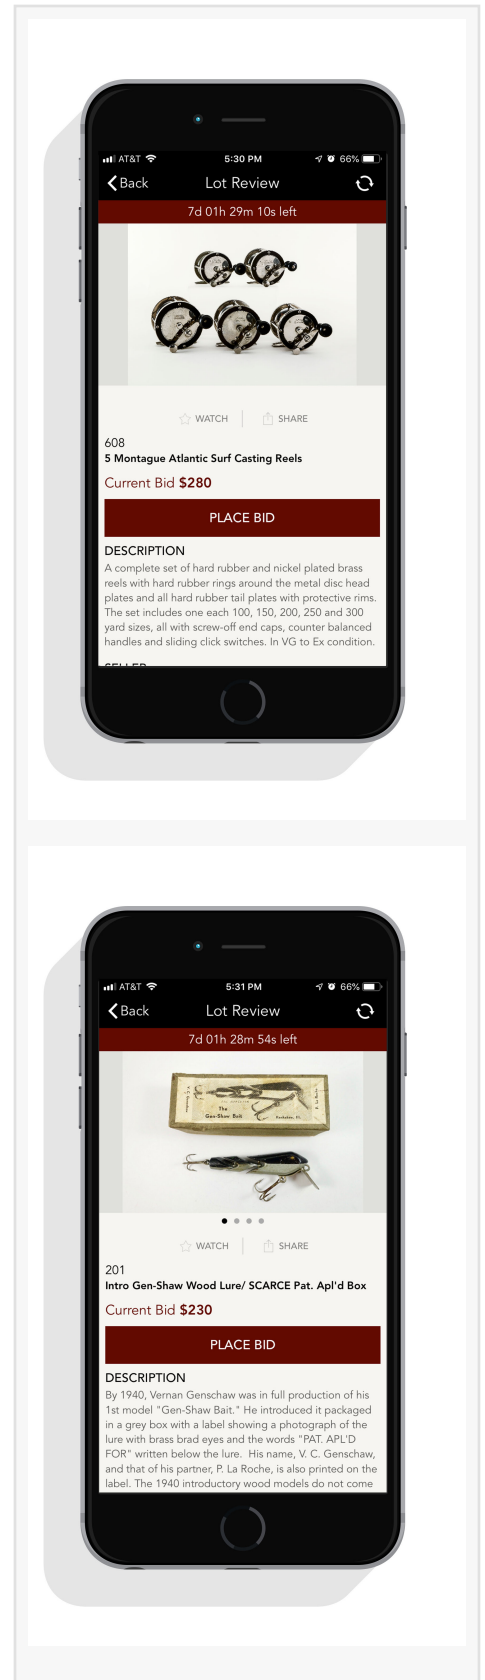 AT&T 5:30 PM 66%
Back Lot Review
7d 01h 29m 10s left
WATCH SHARE
608
5 Montague Atlantic Surf Casting Reels
Current Bid $280
PLACE BID
DESCRIPTION
A complete set of hard rubber and nickel plated brass
reels with hard rubber rings around the metal disc head
plates and all hard rubber tail plates with protective rims.
The set includes one each 100, 150, 200, 250 and 300
yard sizes, all with screw-off end caps, counter balanced
handles and sliding click switches. In VG to Ex condition.
SELLER
AT&T 5:31 PM 66%
Back Lot Review
7d 01h 28m 54s left
The
Gen-Shaw Bait
WATCH SHARE
201
Intro Gen-Shaw Wood Lure/ SCARCE Pat. Apl'd Box
Current Bid $230
PLACE BID
DESCRIPTION
By 1940, Vernan Genschaw was in full production of his
1st model "Gen-Shaw Bait." He introduced it packaged
in a grey box with a label showing a photograph of the
lure with brass brad eyes and the words "PAT. APL'D
FOR" written below the lure. His name, V. C. Genschaw,
and that of his partner, P. La Roche, is also printed on the
label. The 1940 introductory wood models do not come